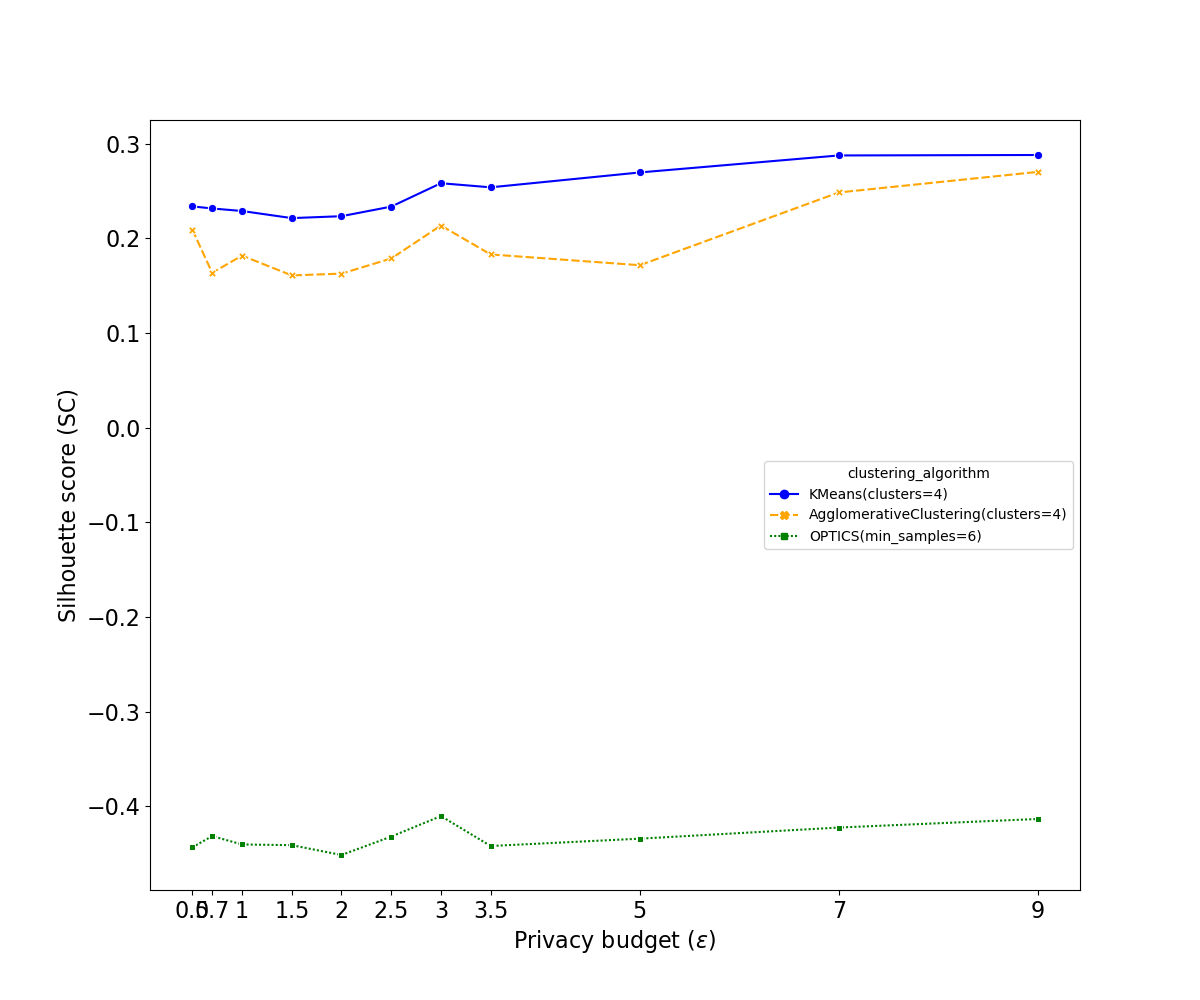 0.3
0.2
0.1
0.0
−0.1
−0.2
−0.3
−0.4
Silhouette score (SC)
clustering_algorithm
KMeans(clusters=4)
AgglomerativeClustering(clusters=4)
OPTICS(min_samples=6)
0.5 0.7 1 1.5 2 2.5 3 3.5 5 7 9
Privacy budget (ε)